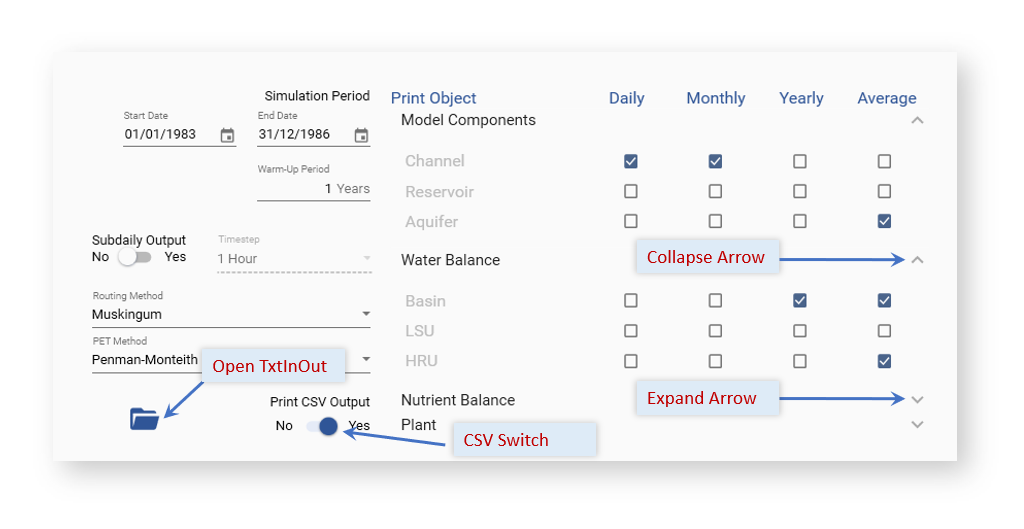 Simulation Period
Start Date
End Date
01/01/1983
31/12/1986
Warm-Up Period
1 Years
Subdaily Output
No Yes
Timestep
1 Hour
Routing Method
Muskingum
PET Method
Penman-Monteith
Open TxtInOut
Print CSV Output
No Yes
CSV Switch
Print Object Daily Monthly Yearly Average
Model Components
Channel
Reservoir
Aquifer
Water Balance
Collapse Arrow
Basin
LSU
HRU
Nutrient Balance
Expand Arrow
Plant